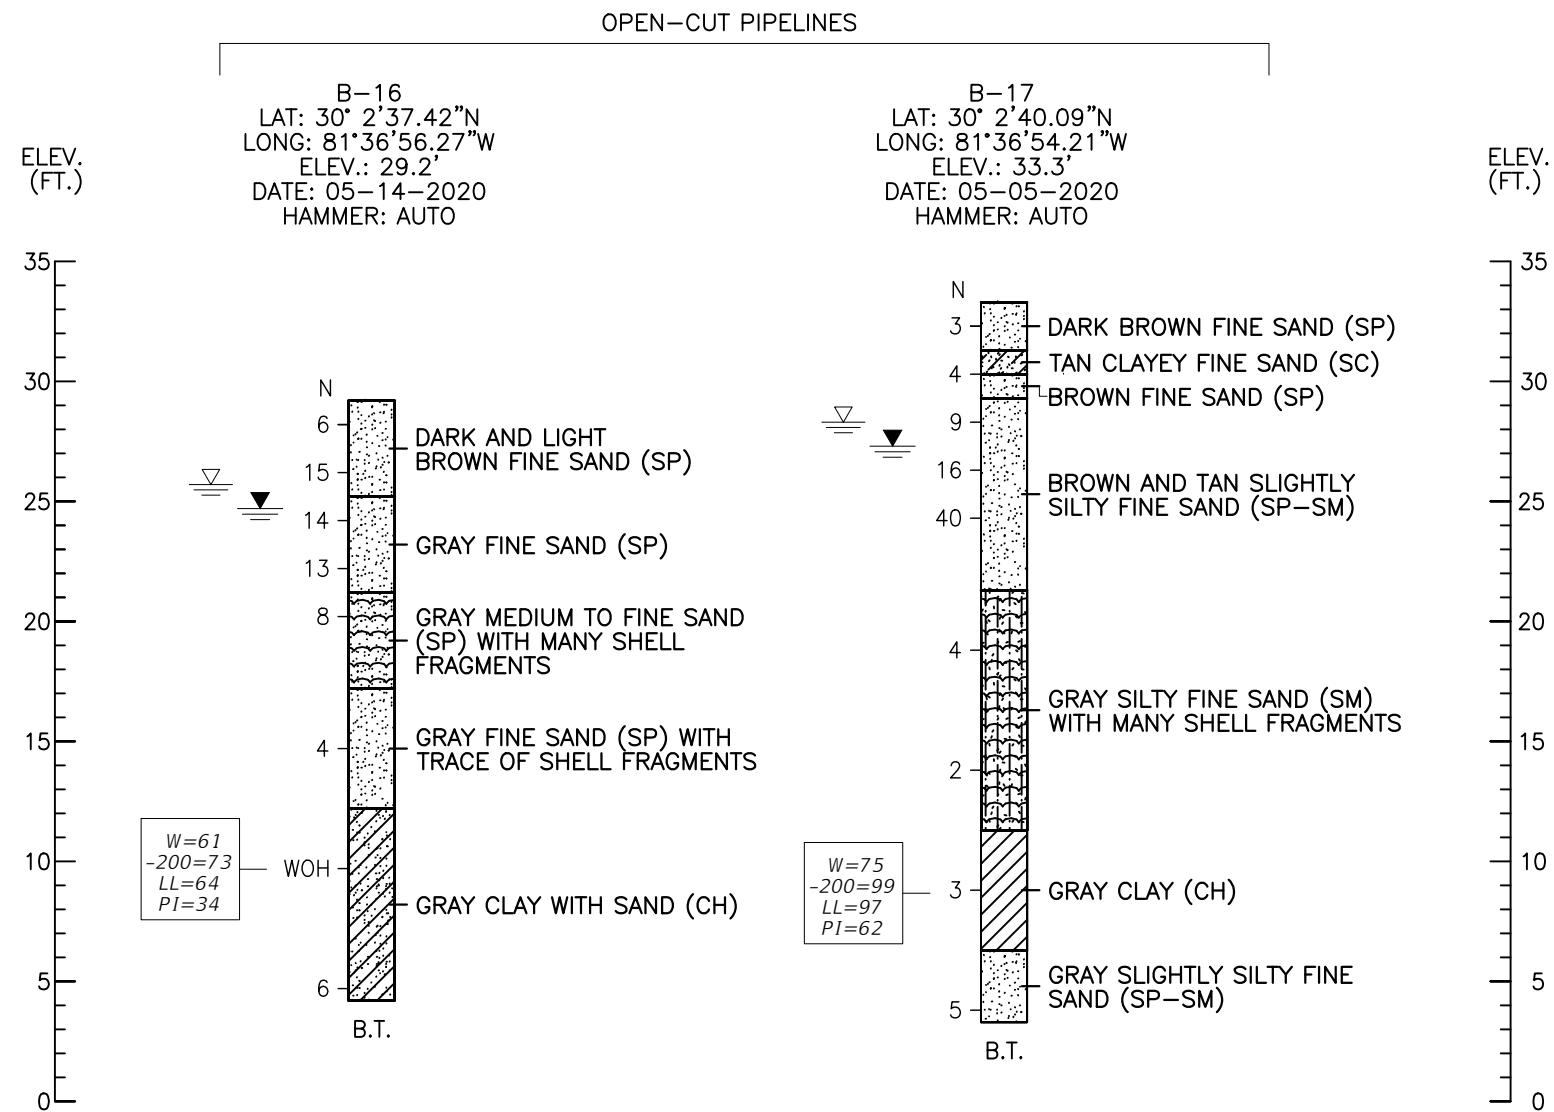 OPEN-CUT PIPELINES
B-16
LAT: 30° 2'37.42"N
LONG: 81°36'56.27"W
ELEV.: 29.2'
DATE: 05-14-2020
HAMMER: AUTO
B-17
LAT: 30° 2'40.09"N
LONG: 81°36'54.21"W
ELEV.: 33.3'
DATE: 05-05-2020
HAMMER: AUTO
ELEV.
(FT.)
35
30
25
20
15
10
5
0
N
6
15
14
13
8
4
WOH
6
DARK AND LIGHT
BROWN FINE SAND (SP)
GRAY FINE SAND (SP)
GRAY MEDIUM TO FINE SAND
(SP) WITH MANY SHELL
FRAGMENTS
GRAY FINE SAND (SP) WITH
TRACE OF SHELL FRAGMENTS
GRAY CLAY WITH SAND (CH)
W=61
-200=73
LL=64
PI=34
B.T.
N
3
4
9
16
40
4
2
3
5
DARK BROWN FINE SAND (SP)
TAN CLAYEY FINE SAND (SC)
BROWN FINE SAND (SP)
BROWN AND TAN SLIGHTLY
SILTY FINE SAND (SP-SM)
GRAY SILTY FINE SAND (SM)
WITH MANY SHELL FRAGMENTS
GRAY CLAY (CH)
GRAY SLIGHTLY SILTY FINE
SAND (SP-SM)
W=75
-200=99
LL=97
PI=62
B.T.
ELEV.
(FT.)
35
30
25
20
15
10
5
0